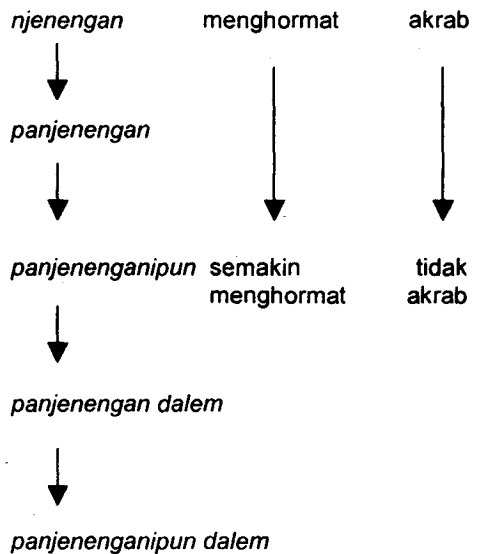 njenengan menghormat akrab
panjenengan
panjenenganipun semakin tidak
menghormat akrab
panjenengan dalem
panjenenganipun dalem